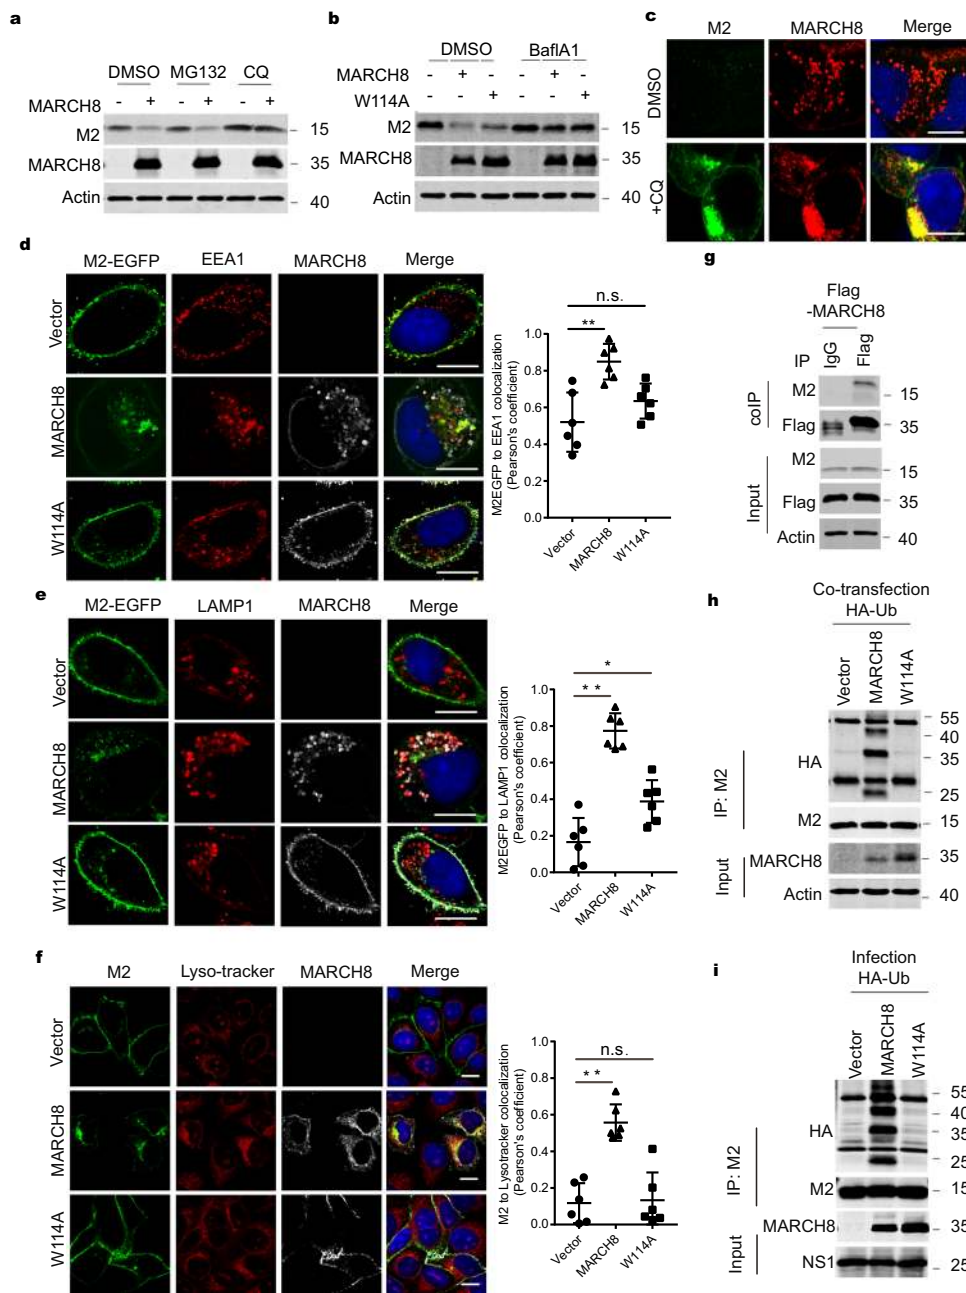 a
DMSO MG132 CQ
MARCH8 - + - + - +
M2 15
MARCH8 35
Actin 40
b
DMSO BaflA1
MARCH8 - + - - + -
W114A - - + - - +
M2 15
MARCH8 35
Actin 40
c
M2 MARCH8 Merge
DMSO
+CQ
d
M2-EGFP EEA1 MARCH8 Merge
Vector
MARCH8
W114A
M2EGFP to EEA1 colocalization
(Pearson's coefficient)
1.0
0.8
0.6
0.4
0.2
0.0
n.s.
**
Vector
MARCH8
W114A
e
M2-EGFP LAMP1 MARCH8 Merge
Vector
MARCH8
W114A
M2EGFP to LAMP1 colocalization
(Pearson's coefficient)
1.0
0.8
0.6
0.4
0.2
0.0
*
**
Vector
MARCH8
W114A
f
M2 Lyso-tracker MARCH8 Merge
Vector
MARCH8
W114A
M2 to Lysotracker colocalization
(Pearson's coefficient)
1.0
0.8
0.6
0.4
0.2
0.0
n.s.
**
Vector
MARCH8
W114A
g
Flag
-MARCH8
IP IgG Flag
coIP
M2 15
Flag 35
Input
M2 15
Flag 35
Actin 40
h
Co-transfection
HA-Ub
Vector MARCH8 W114A
IP: M2
HA
55
40
35
25
M2 15
Input
MARCH8 35
Actin 40
i
Infection
HA-Ub
Vector MARCH8 W114A
IP: M2
HA
55
40
35
25
M2 15
Input
MARCH8 35
NS1 25